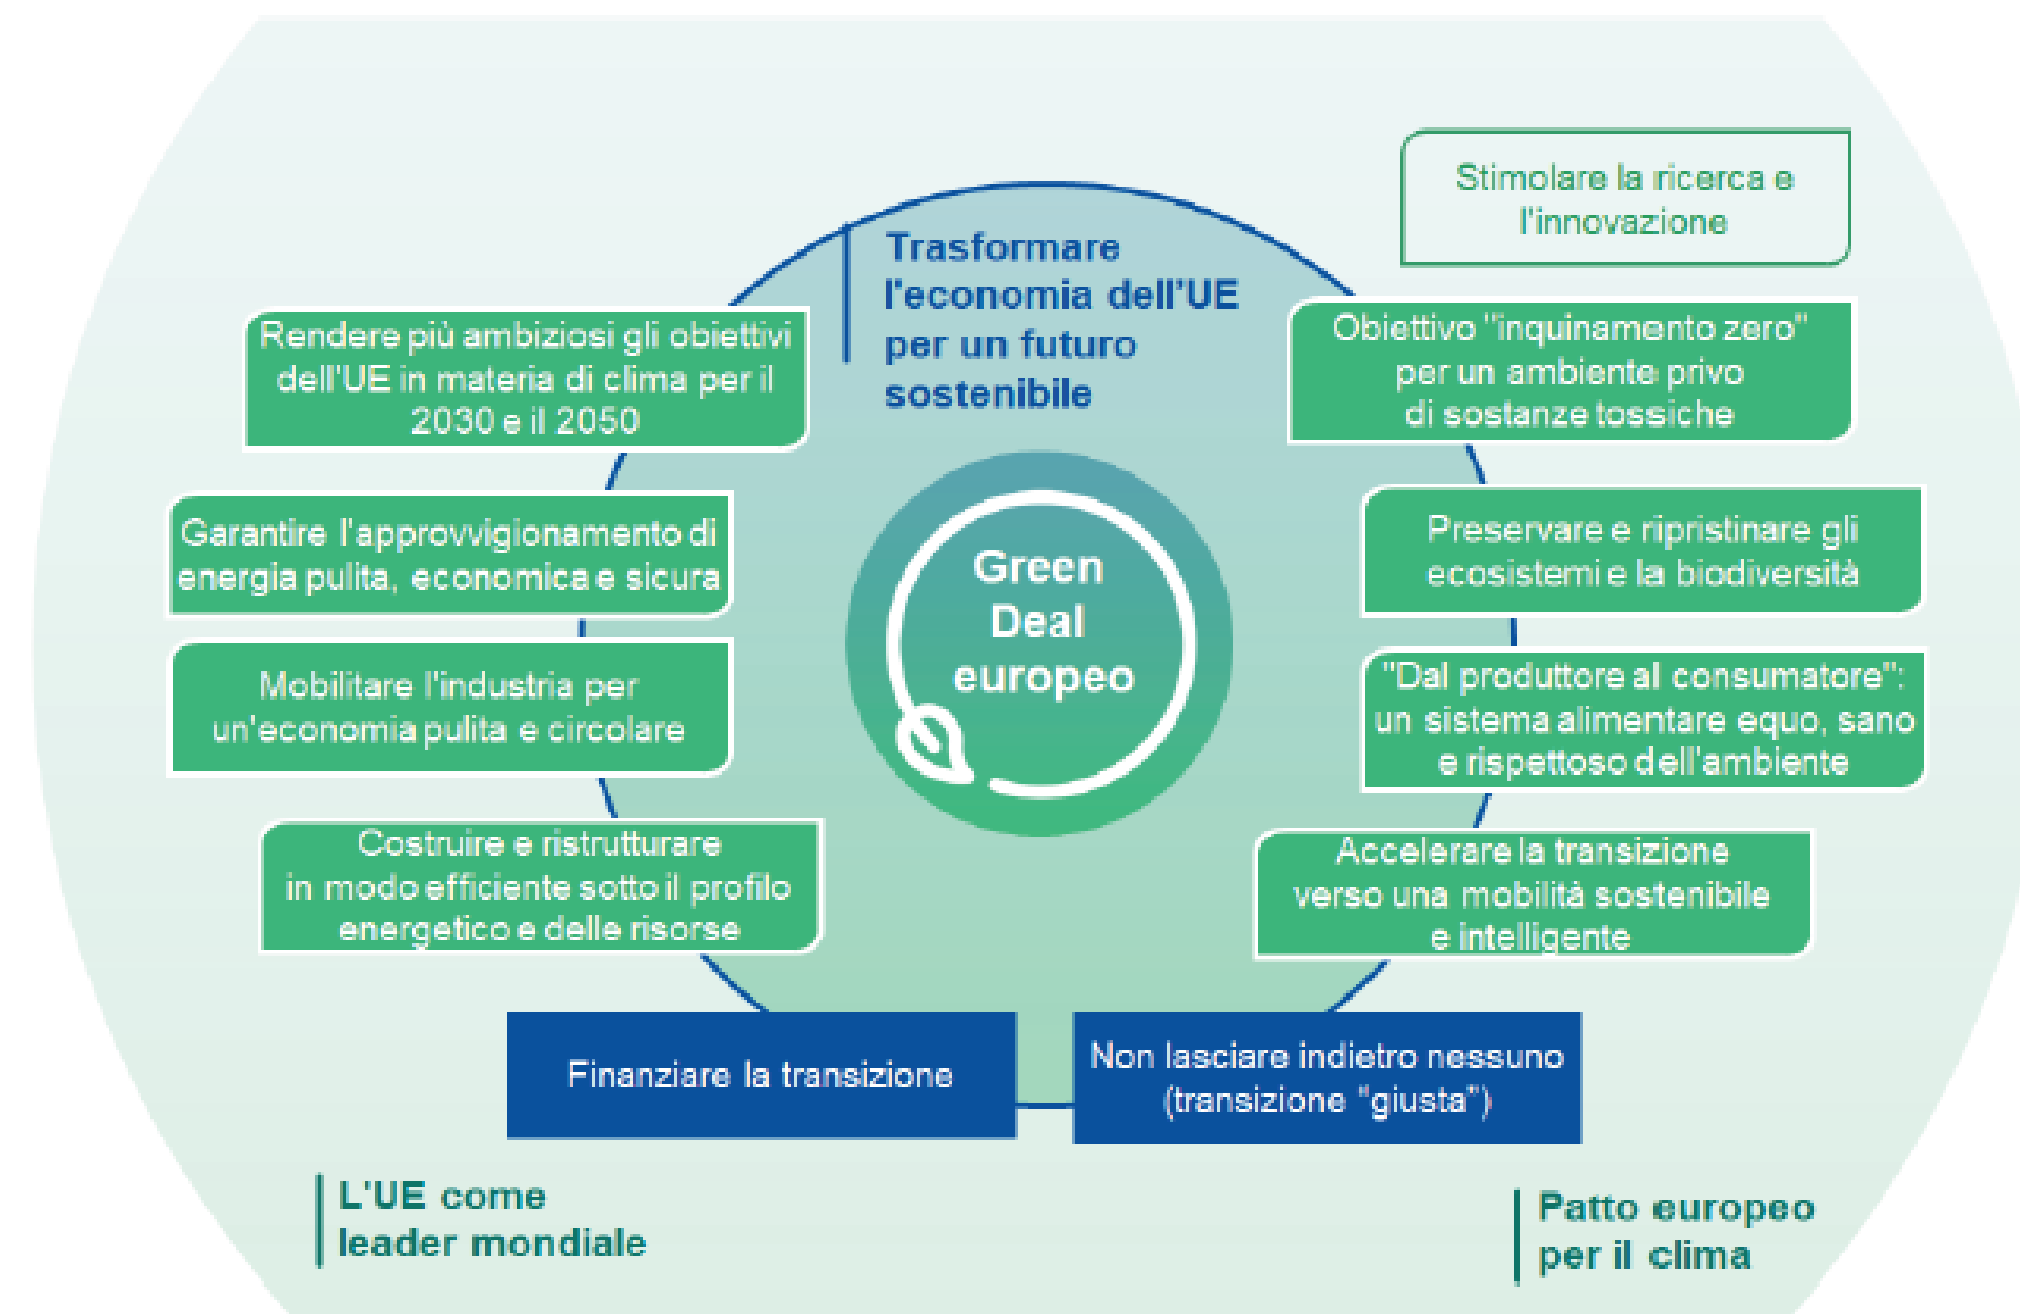 Stimolare la ricerca e
l'innovazione
Trasformare
l'economia dell'UE
per un futuro
sostenibile
Rendere più ambiziosi gli obiettivi
dell'UE in materia di clima per il
2030 e il 2050
Garantire l'approvvigionamento di
energia pulita, economica e sicura
Mobilitare l'industria per
un'economia pulita e circolare
Costruire e ristrutturare
in modo efficiente sotto il profilo
energetico e delle risorse
Green
Deal
europeo
Obiettivo "inquinamento zero"
per un ambiente privo
di sostanze tossiche
Preservare e ripristinare gli
ecosistemi e la biodiversità
"Dal produttore al consumatore":
un sistema alimentare equo, sano
e rispettoso dell'ambiente
Accelerare la transizione
verso una mobilità sostenibile
e intelligente
Finanziare la transizione
Non lasciare indietro nessuno
(transizione "giusta")
L'UE come
leader mondiale
Patto europeo
per il clima